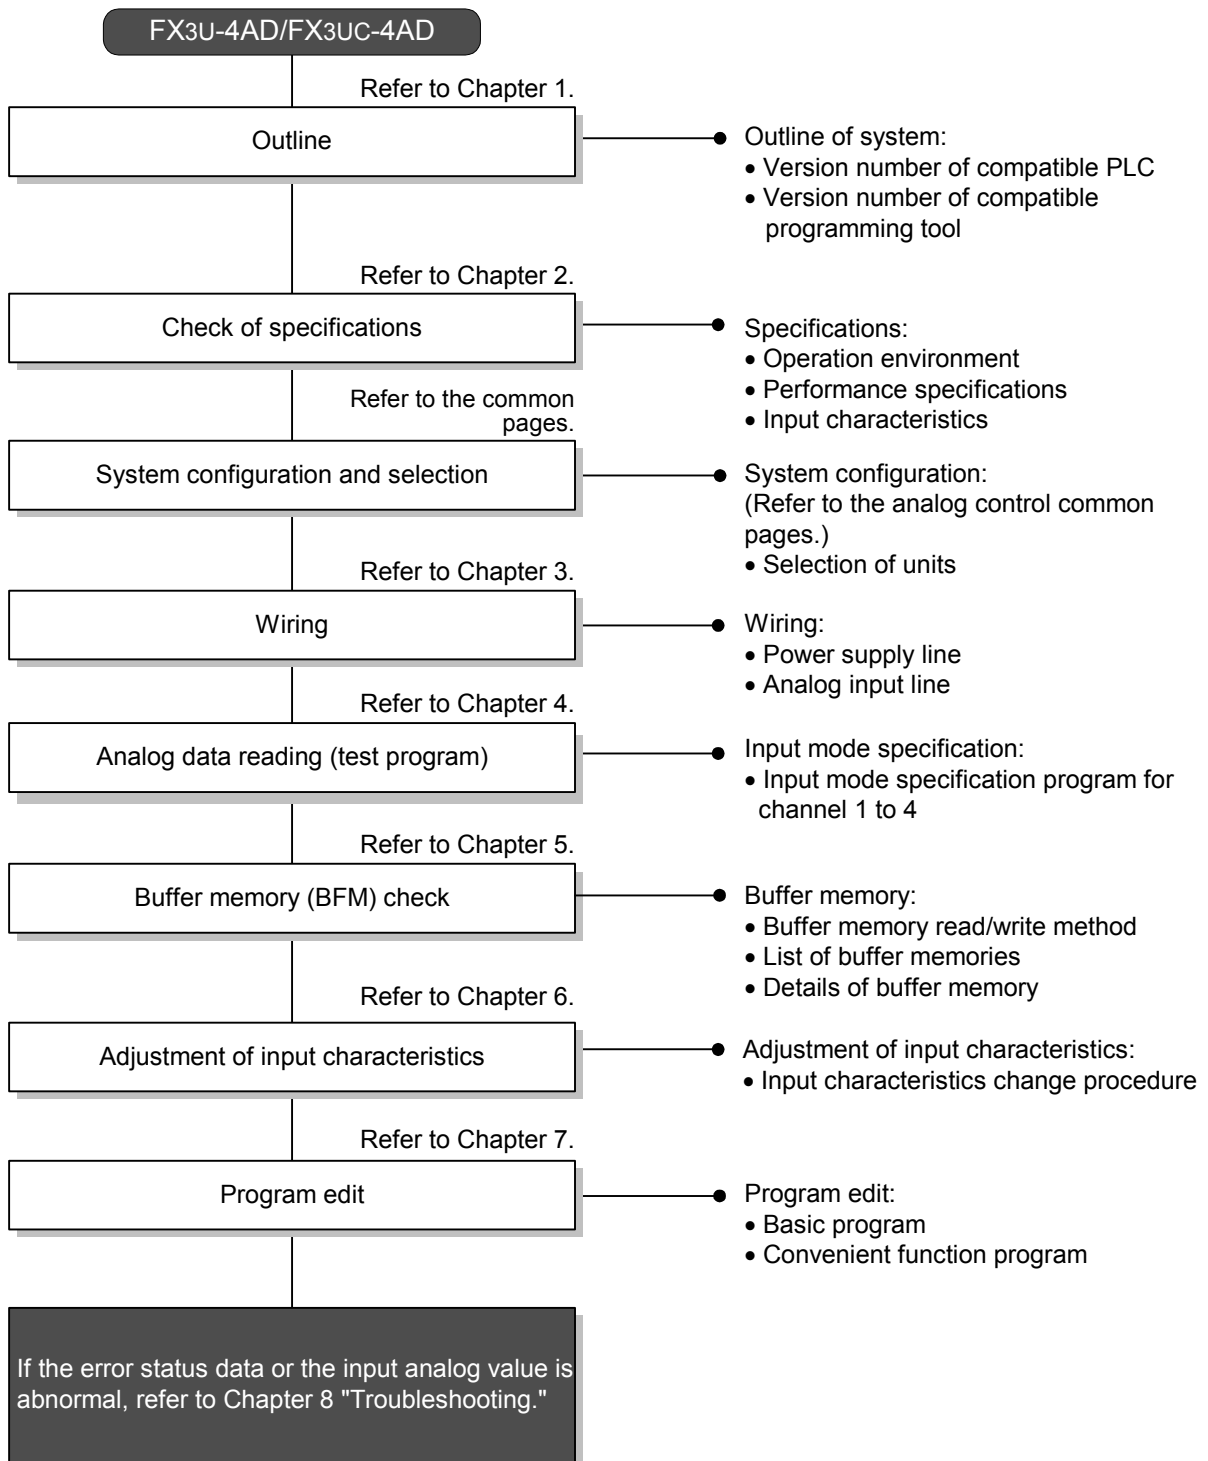 FX3U-4AD/FX3UC-4AD
Refer to Chapter 1.
Outline
Outline of system:
• Version number of compatible PLC
• Version number of compatible
programming tool
Refer to Chapter 2.
Check of specifications
Specifications:
• Operation environment
• Performance specifications
• Input characteristics
Refer to the common
pages.
System configuration and selection
System configuration:
(Refer to the analog control common
pages.)
• Selection of units
Refer to Chapter 3.
Wiring
Wiring:
• Power supply line
• Analog input line
Refer to Chapter 4.
Analog data reading (test program)
Input mode specification:
• Input mode specification program for
channel 1 to 4
Refer to Chapter 5.
Buffer memory (BFM) check
Buffer memory:
• Buffer memory read/write method
• List of buffer memories
• Details of buffer memory
Refer to Chapter 6.
Adjustment of input characteristics
Adjustment of input characteristics:
• Input characteristics change procedure
Refer to Chapter 7.
Program edit
Program edit:
• Basic program
• Convenient function program
If the error status data or the input analog value is
abnormal, refer to Chapter 8 "Troubleshooting."